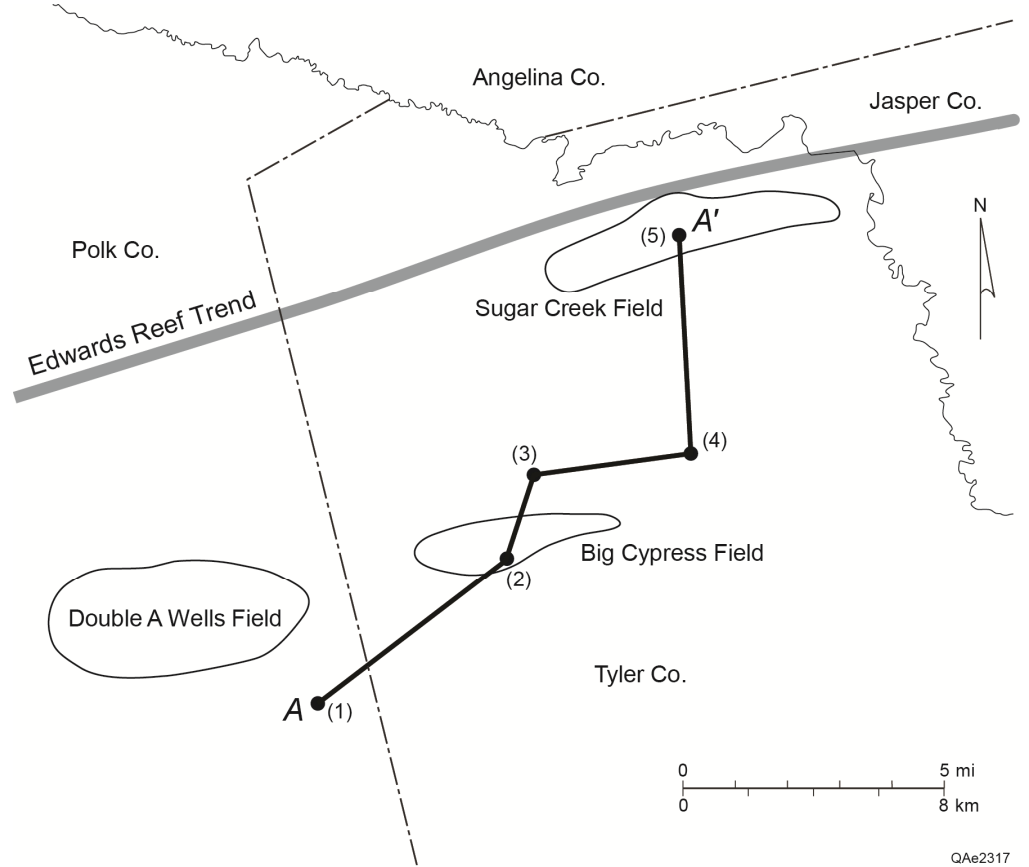 Angelina Co.
Jasper Co.
N
A′
(5)
Polk Co.
Sugar Creek Field
Edwards Reef Trend
(4)
(3)
Big Cypress Field
(2)
Double A Wells Field
Tyler Co.
A
(1)
0 5 mi
0 8 km
QAe2317